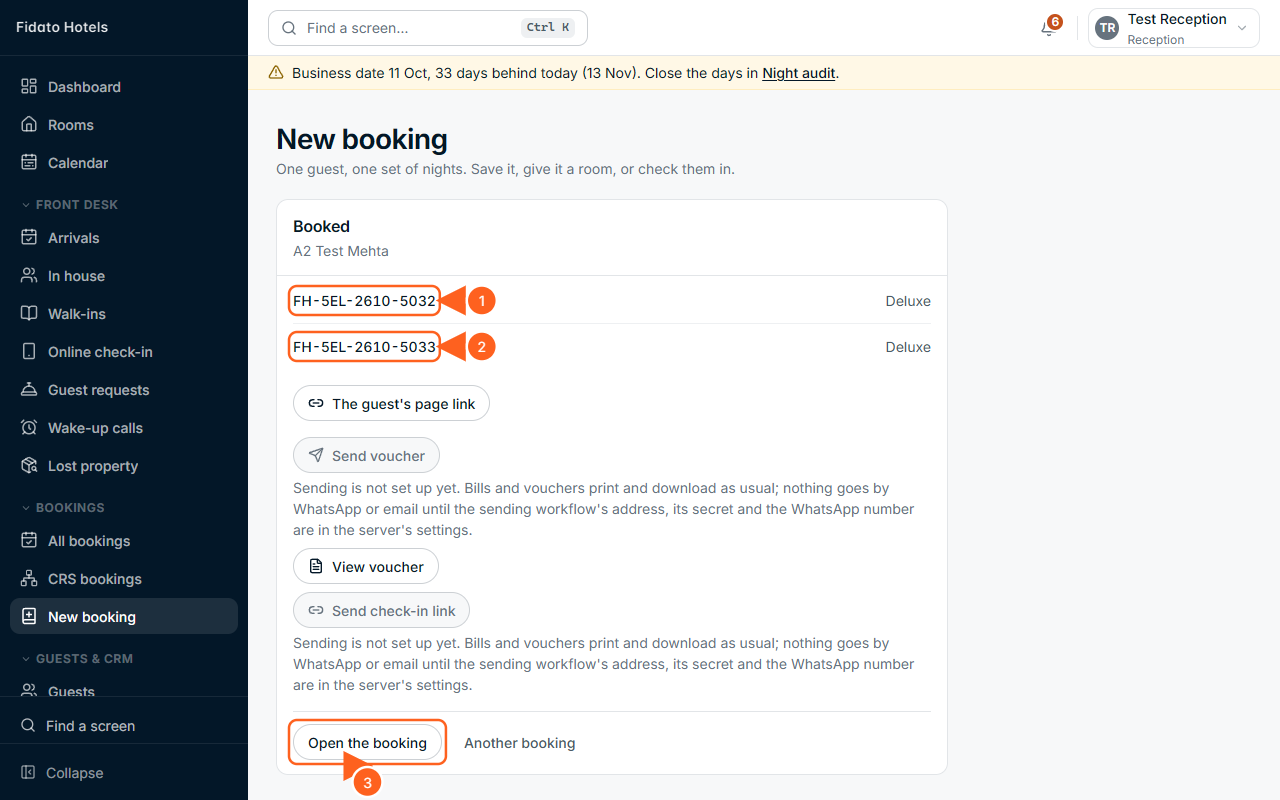 Fidato Hotels
Find a screen...
Ctrl K
6
TR
Test Reception
Reception
Business date 11 Oct, 33 days behind today (13 Nov). Close the days in Night audit.
Dashboard
Rooms
Calendar
FRONT DESK
Arrivals
In house
Walk-ins
Online check-in
Guest requests
Wake-up calls
Lost property
BOOKINGS
All bookings
CRS bookings
New booking
GUESTS & CRM
Guests
Find a screen
Collapse
New booking
One guest, one set of nights. Save it, give it a room, or check them in.
Booked
A2 Test Mehta
FH-5EL-2610-5032
1
Deluxe
FH-5EL-2610-5033
2
Deluxe
The guest's page link
Send voucher
Sending is not set up yet. Bills and vouchers print and download as usual; nothing goes by
WhatsApp or email until the sending workflow's address, its secret and the WhatsApp number
are in the server's settings.
View voucher
Send check-in link
Sending is not set up yet. Bills and vouchers print and download as usual; nothing goes by
WhatsApp or email until the sending workflow's address, its secret and the WhatsApp number
are in the server's settings.
Open the booking
Another booking
3